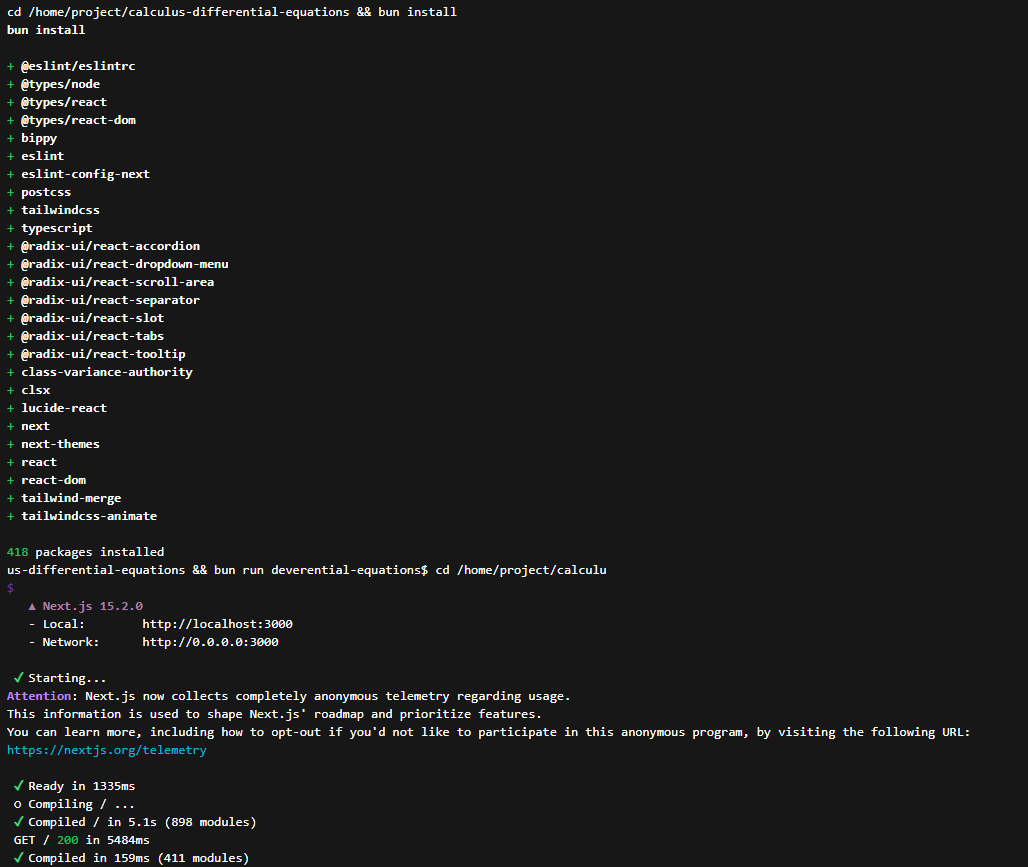 cd /home/project/calculus-differential-equations && bun install
bun install
+ @eslint/eslintrc
+ @types/node
+ @types/react
+ @types/react-dom
+ bippy
+ eslint
+ eslint-config-next
+ postcss
+ tailwindcss
+ typescript
+ @radix-ui/react-accordion
+ @radix-ui/react-dropdown-menu
+ @radix-ui/react-scroll-area
+ @radix-ui/react-separator
+ @radix-ui/react-slot
+ @radix-ui/react-tabs
+ @radix-ui/react-tooltip
+ class-variance-authority
+ clsx
+ lucide-react
+ next
+ next-themes
+ react
+ react-dom
+ tailwind-merge
+ tailwindcss-animate
418 packages installed
us-differential-equations && bun run deverential-equations$ cd /home/project/calculu
$
▲ Next.js 15.2.0
- Local: http://localhost:3000
- Network: http://0.0.0.0:3000
✓ Starting...
Attention: Next.js now collects completely anonymous telemetry regarding usage.
This information is used to shape Next.js' roadmap and prioritize features.
You can learn more, including how to opt-out if you'd not like to participate in this anonymous program, by visiting the following URL:
https://nextjs.org/telemetry
✓ Ready in 1335ms
○ Compiling / ...
✓ Compiled / in 5.1s (898 modules)
GET / 200 in 5484ms
✓ Compiled in 159ms (411 modules)